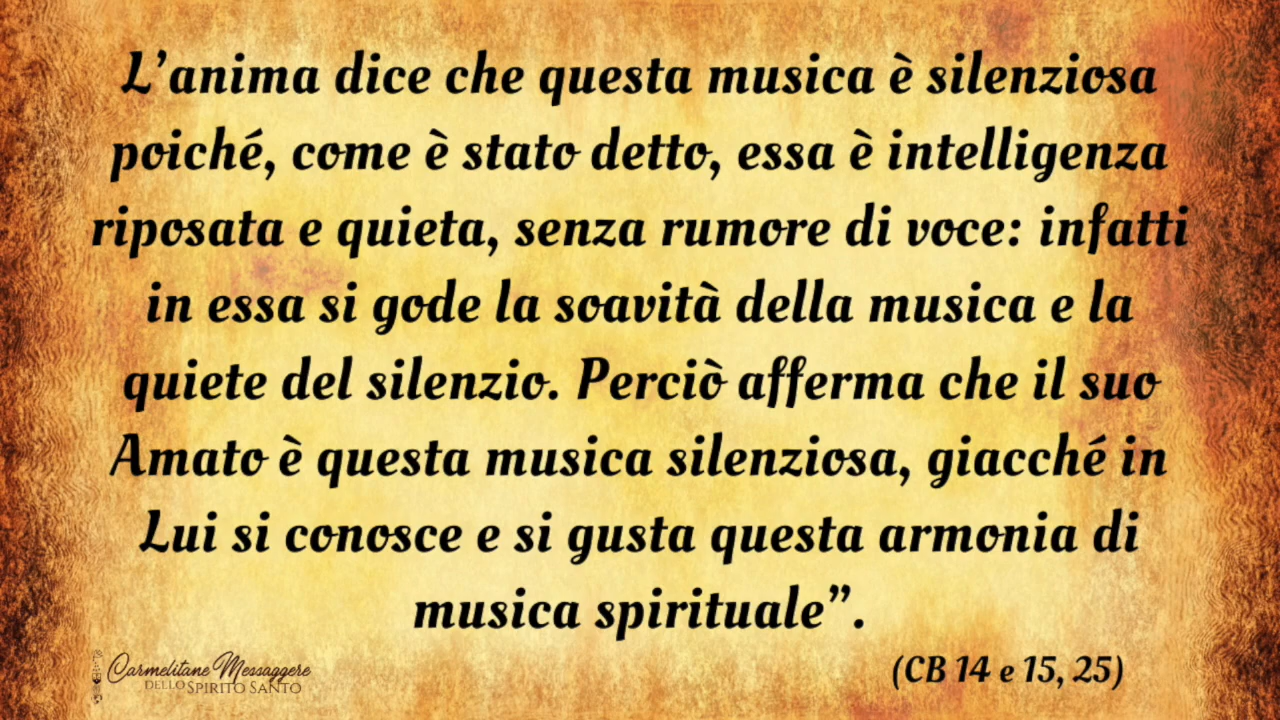 L’anima dice che questa musica è silenziosa
poiché, come è stato detto, essa è intelligenza
riposata e quieta, senza rumore di voce: infatti
in essa si gode la soavità della musica e la
quiete del silenzio. Perciò afferma che il suo
Amato è questa musica silenziosa, giacché in
Lui si conosce e si gusta questa armonia di
musica spirituale”.
(CB 14 e 15, 25)
Carmelitane Messaggere
dello Spirito Santo